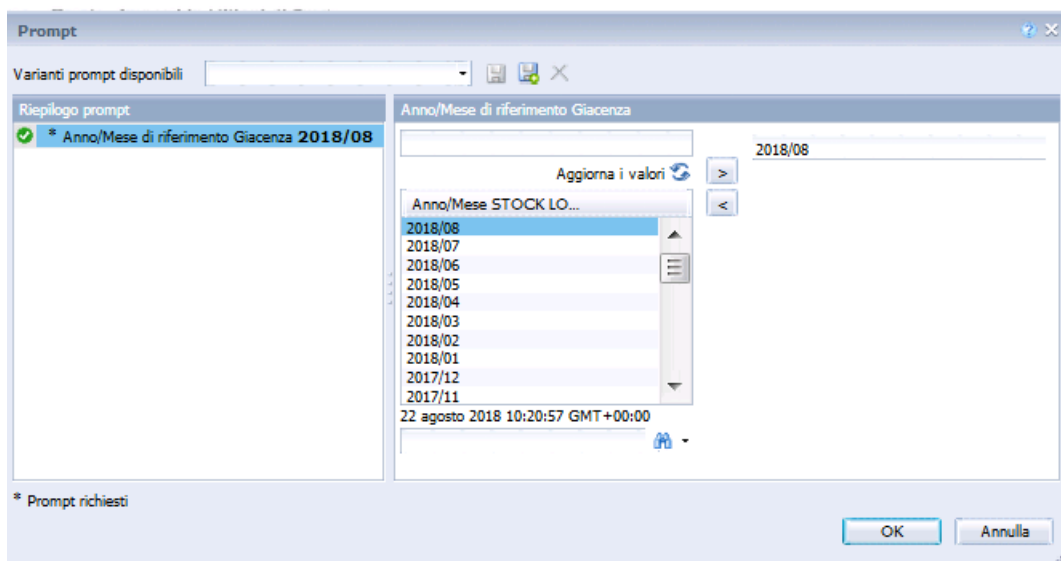 Prompt
Varianti prompt disponibili
Riepilogo prompt
* Anno/Mese di riferimento Giacenza 2018/08
Anno/Mese di riferimento Giacenza
Aggiorna i valori
Anno/Mese STOCK LO...
2018/08
2018/07
2018/06
2018/05
2018/04
2018/03
2018/02
2018/01
2017/12
2017/11
22 agosto 2018 10:20:57 GMT+00:00
>
<
2018/08
* Prompt richiesti
OK
Annulla